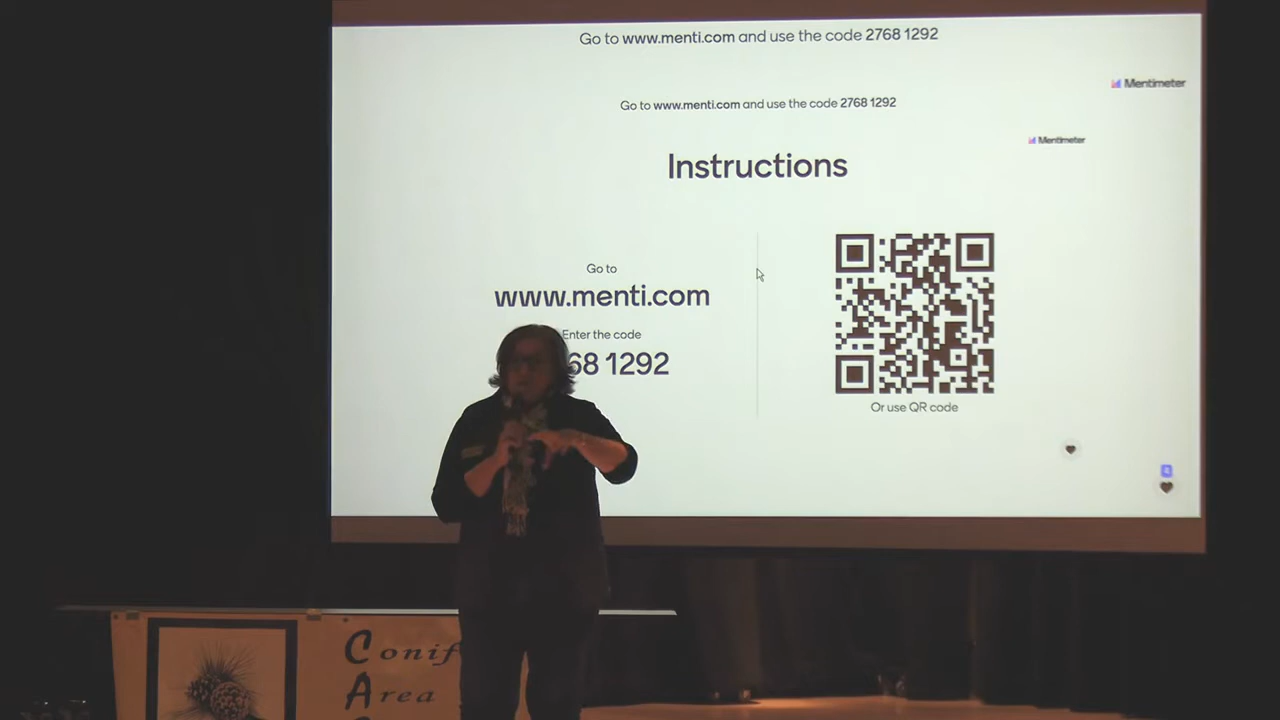 Go to www.menti.com and use the code 2768 1292
Mentimeter
Go to www.menti.com and use the code 2768 1292
Mentimeter
Instructions
Go to
www.menti.com
Enter the code
68 1292
Or use QR code
Conif
Area